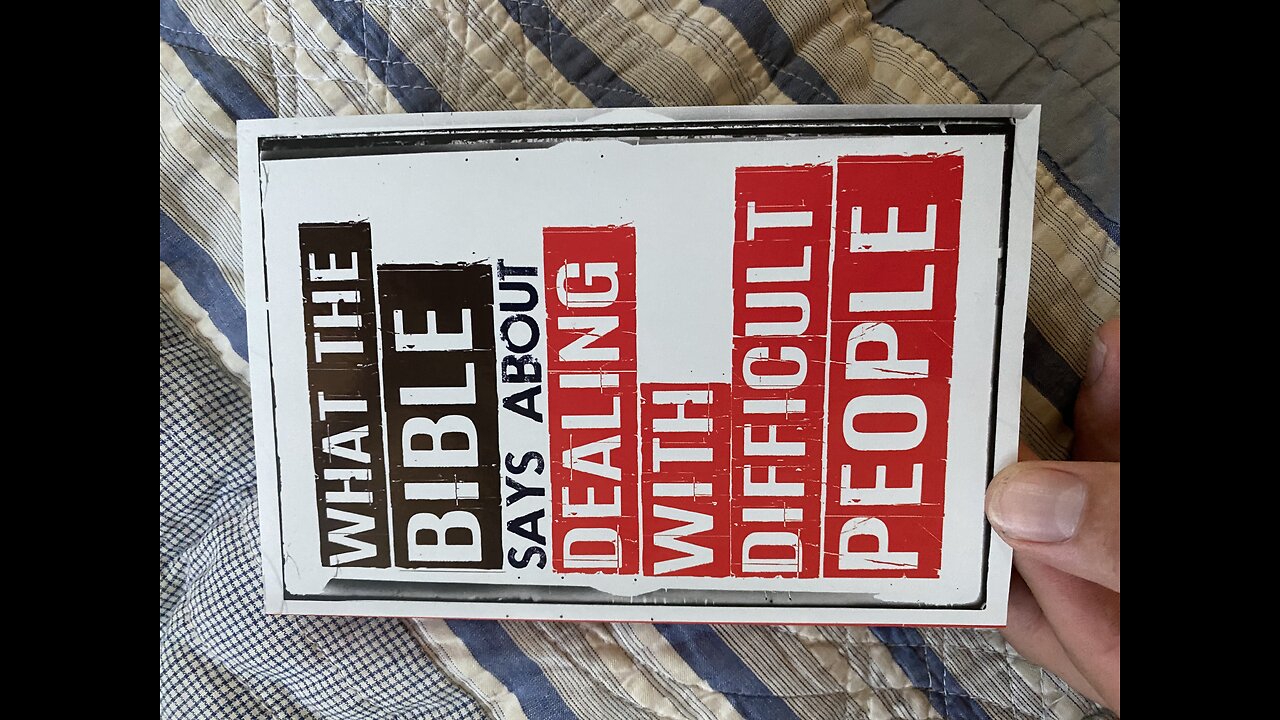 WHAT THE
BIBLE
SAYS ABOUT
DEALING
WITH
DIFFICULT
PEOPLE